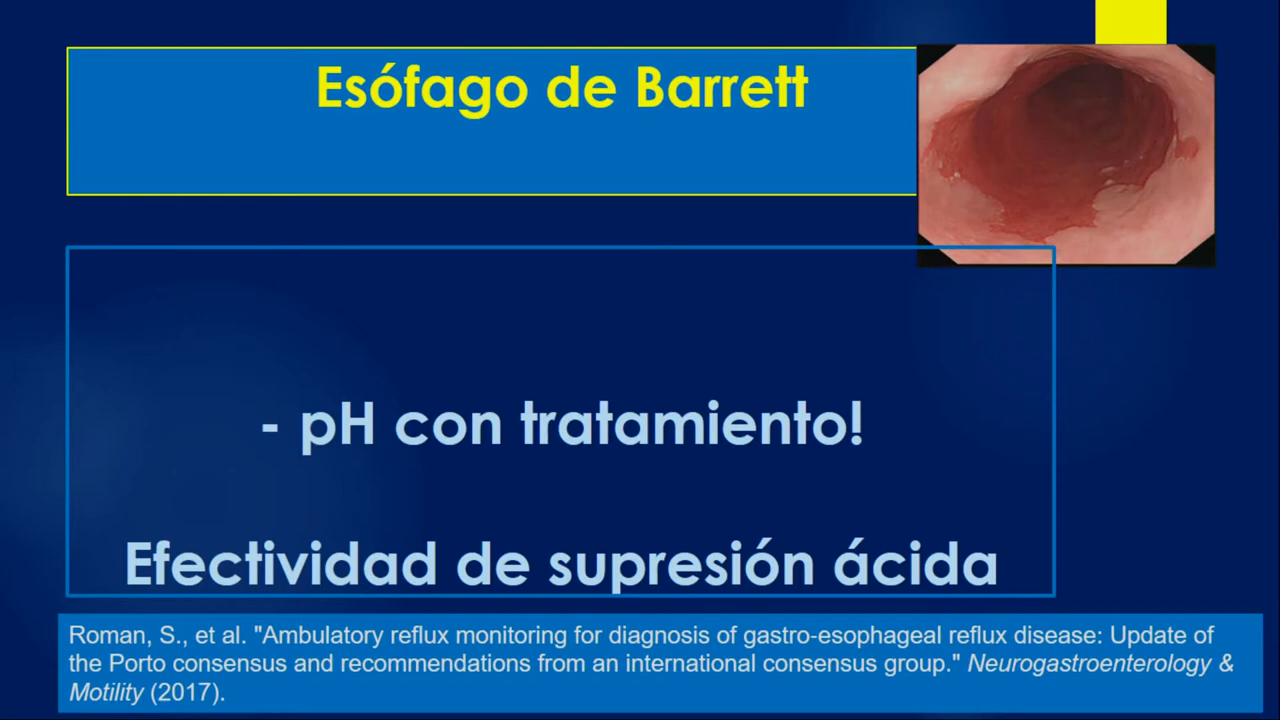 Esófago de Barrett
- pH con tratamiento!
Efectividad de supresión ácida
Roman, S., et al. "Ambulatory reflux monitoring for diagnosis of gastro-esophageal reflux disease: Update of
the Porto consensus and recommendations from an international consensus group." Neurogastroenterology &
Motility (2017).